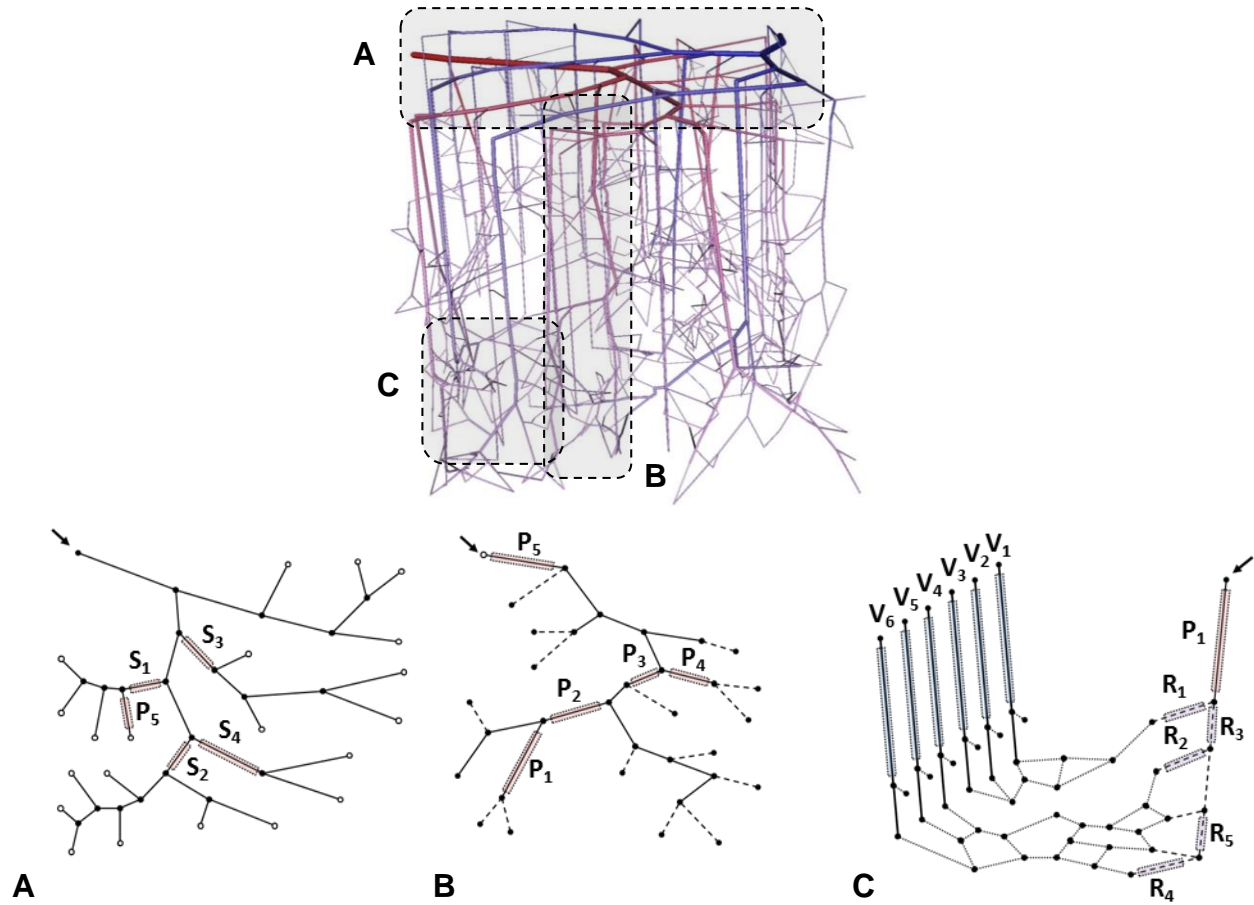 A
C
B
S₃
S₁
P₅
S₄
S₂
A
P₅
P₃ P₄
P₂
P₁
B
V₁
V₂
V₃
V₄
V₅
V₆
P₁
R₁
R₃
R₂
R₅
R₄
C